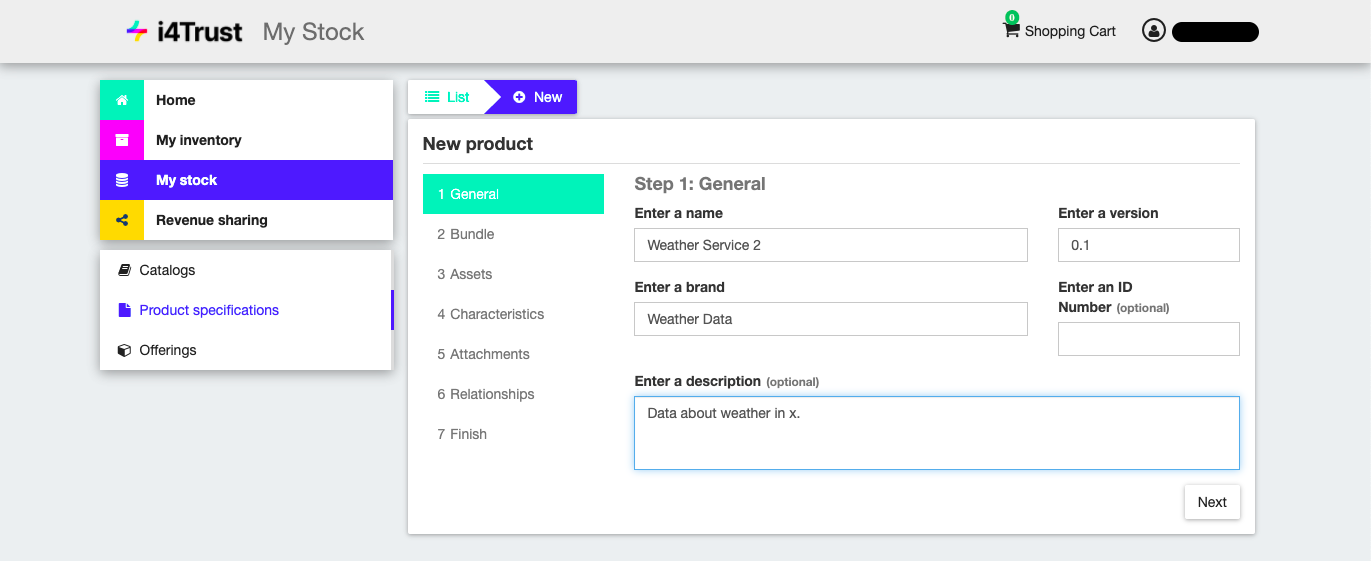 i4Trust My Stock
0
Shopping Cart
Home
My inventory
My stock
Revenue sharing
Catalogs
Product specifications
Offerings
List
New
New product
1 General
2 Bundle
3 Assets
4 Characteristics
5 Attachments
6 Relationships
7 Finish
Step 1: General
Enter a name
Weather Service 2
Enter a version
0.1
Enter a brand
Weather Data
Enter an ID
Number (optional)
Enter a description (optional)
Data about weather in x.
Next